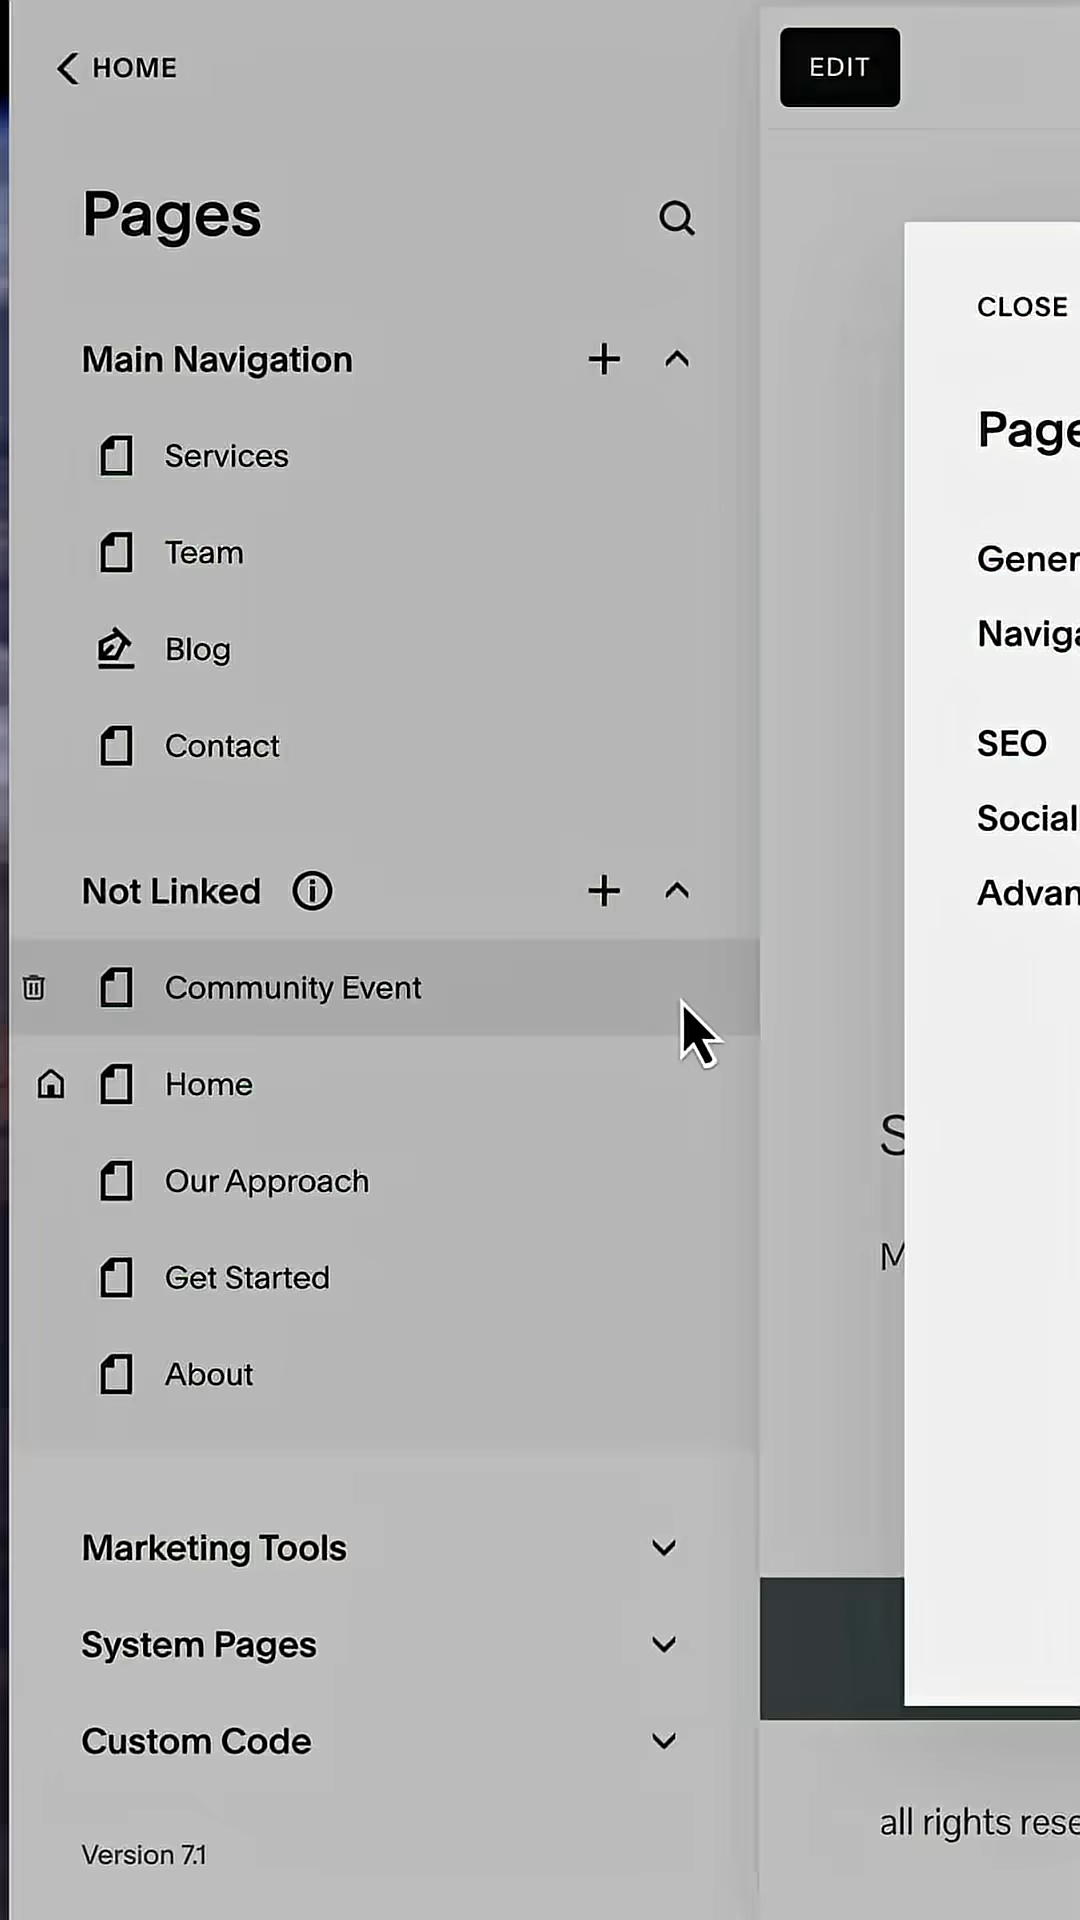 HOME
EDIT
Pages
CLOSE
Main Navigation
Services
Team
Blog
Contact
SEO
Social
Not Linked
Community Event
Home
Our Approach
Get Started
About
Marketing Tools
System Pages
Custom Code
all rights
Version 7.1